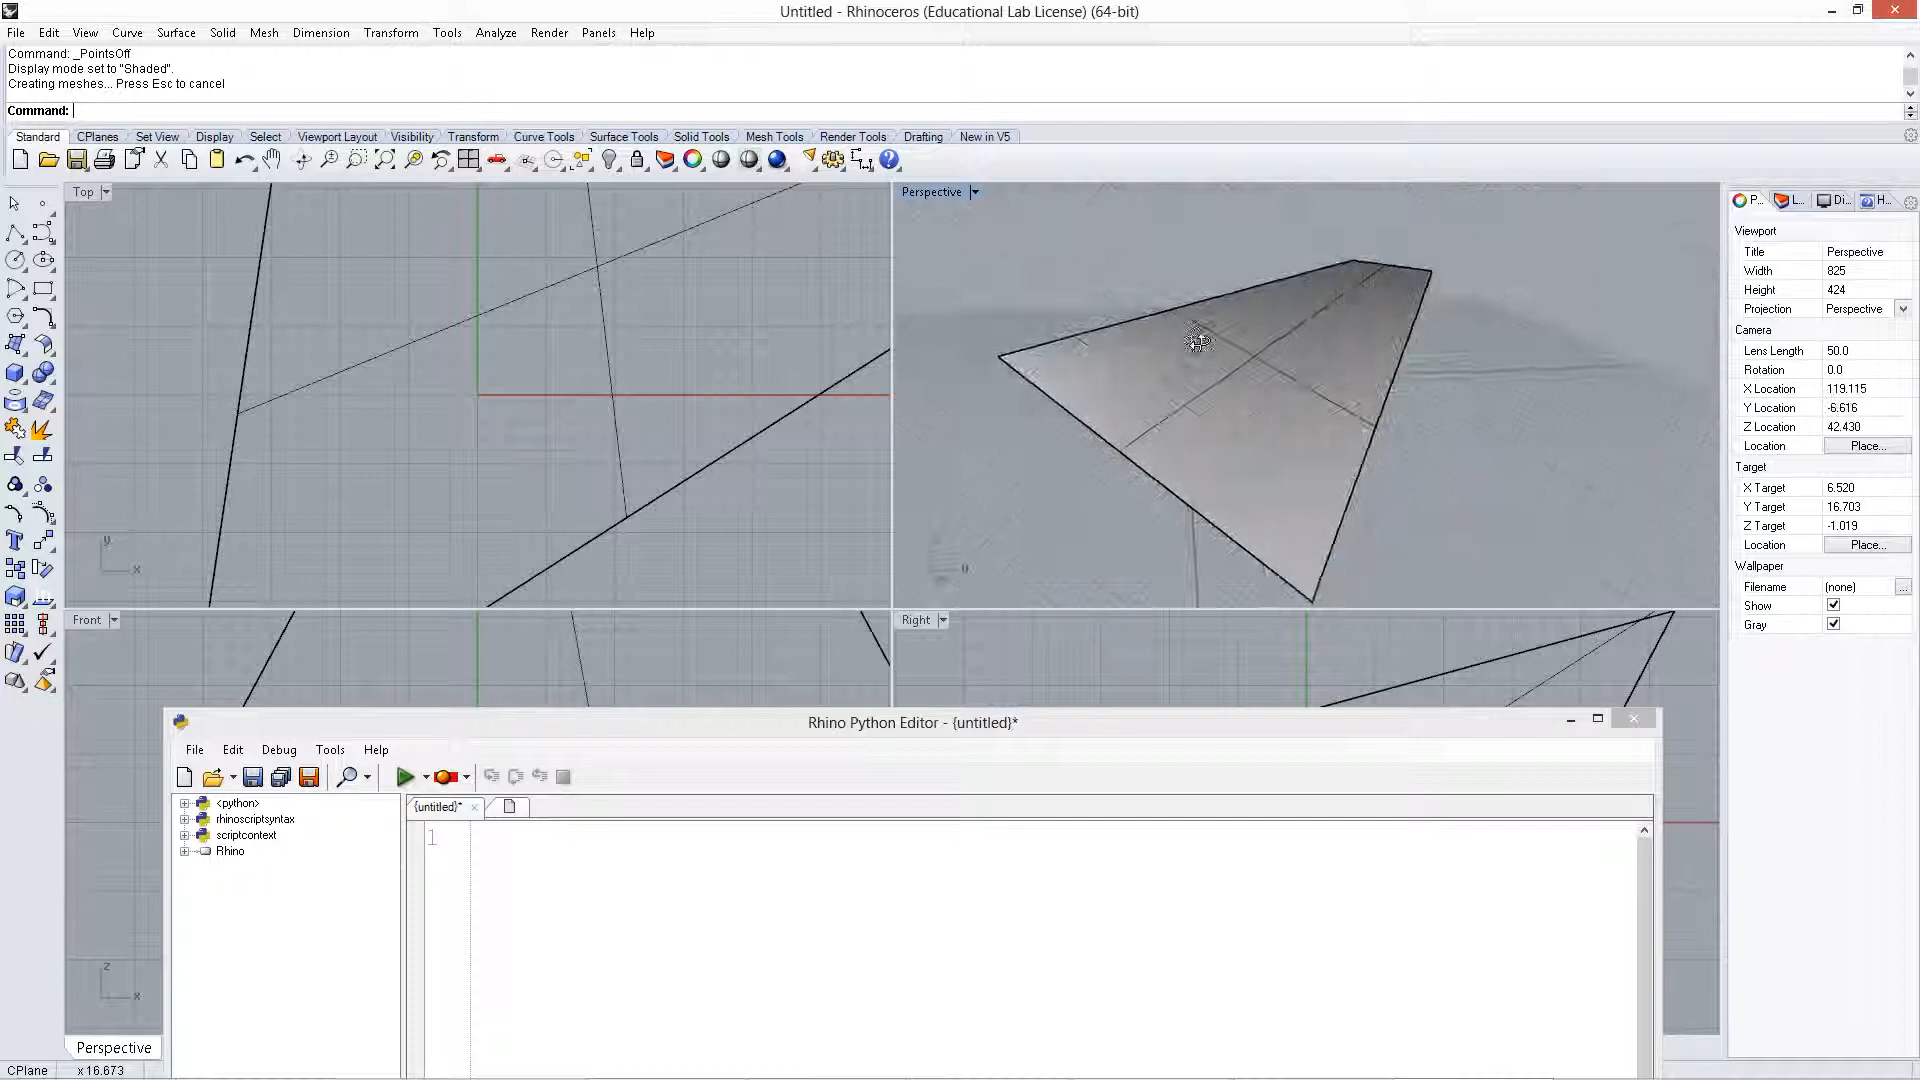 Untitled - Rhinoceros (Educational Lab License) (64-bit)
File Edit View Curve Surface Solid Mesh Dimension Transform Tools Analyze Render Panels Help
Command: _PointsOff
Display mode set to "Shaded".
Creating meshes... Press Esc to cancel
Command:
Standard CPlanes Set View Display Select Viewport Layout Visibility Transform Curve Tools Surface Tools Solid Tools Mesh Tools Render Tools Drafting New in V5
Top
y
x
Perspective
Front
z
x
Right
P... L... Di... H...
Viewport
Title Perspective
Width 825
Height 424
Projection Perspective
Camera
Lens Length 50.0
Rotation 0.0
X Location 119.115
Y Location -6.616
Z Location 42.430
Location Place...
Target
X Target 6.520
Y Target 16.703
Z Target -1.019
Location Place...
Wallpaper
Filename (none) ...
Show
Gray
Rhino Python Editor - {untitled}*
File Edit Debug Tools Help
<python>
rhinoscriptsyntax
scriptcontext
Rhino
{untitled}*
1
Perspective
CPlane x 16.673